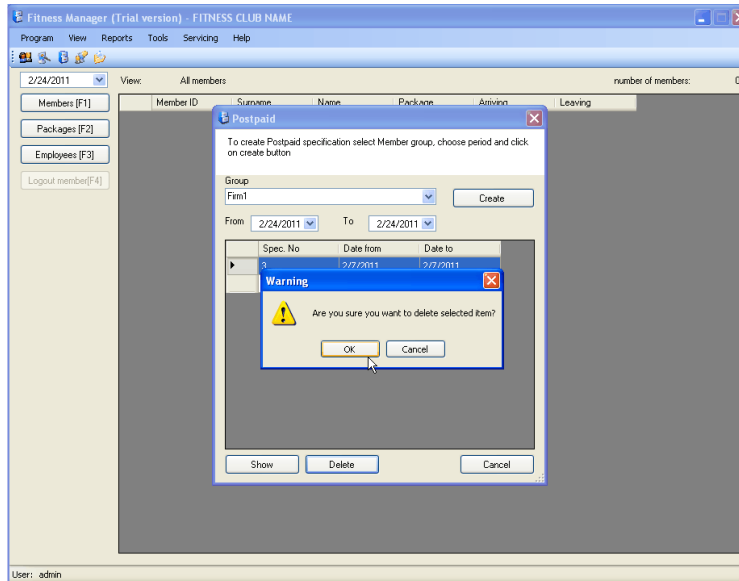 Fitness Manager (Trial version) - FITNESS CLUB NAME
Program View Reports Tools Servicing Help
2/24/2011 View: All members number of members:
Members [F1]
Packages [F2]
Employees [F3]
Logout member[F4]
Member ID Surname Name Package Arriving Leaving
Postpaid
To create Postpaid specification select Member group, choose period and click
on create button
Group
Firm1 Create
From 2/24/2011 To 2/24/2011
Spec. No Date from Date to
3 2/7/2011 2/7/2011
Warning
Are you sure you want to delete selected item?
OK Cancel
Show Delete Cancel
User: admin